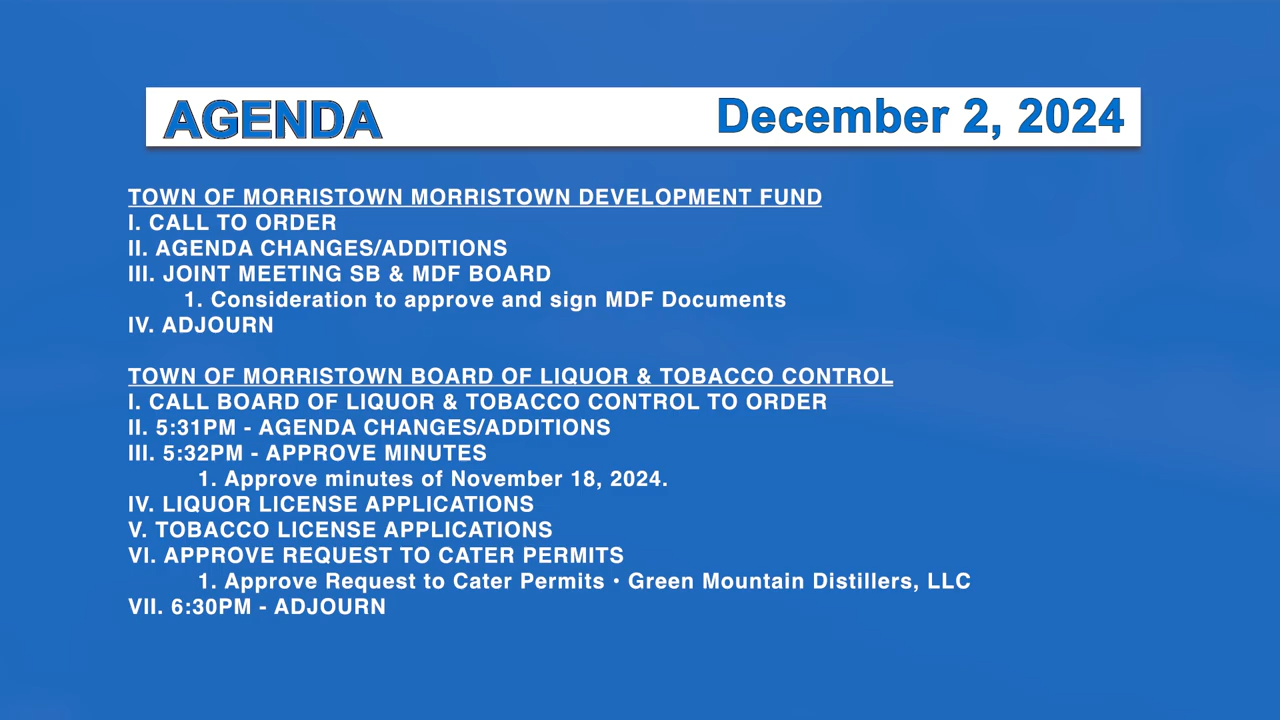 AGENDA
December 2, 2024
TOWN OF MORRISTOWN MORRISTOWN DEVELOPMENT FUND
I. CALL TO ORDER
II. AGENDA CHANGES/ADDITIONS
III. JOINT MEETING SB & MDF BOARD
1. Consideration to approve and sign MDF Documents
IV. ADJOURN
TOWN OF MORRISTOWN BOARD OF LIQUOR & TOBACCO CONTROL
I. CALL BOARD OF LIQUOR & TOBACCO CONTROL TO ORDER
II. 5:31PM - AGENDA CHANGES/ADDITIONS
III. 5:32PM - APPROVE MINUTES
1. Approve minutes of November 18, 2024.
IV. LIQUOR LICENSE APPLICATIONS
V. TOBACCO LICENSE APPLICATIONS
VI. APPROVE REQUEST TO CATER PERMITS
1. Approve Request to Cater Permits • Green Mountain Distillers, LLC
VII. 6:30PM - ADJOURN